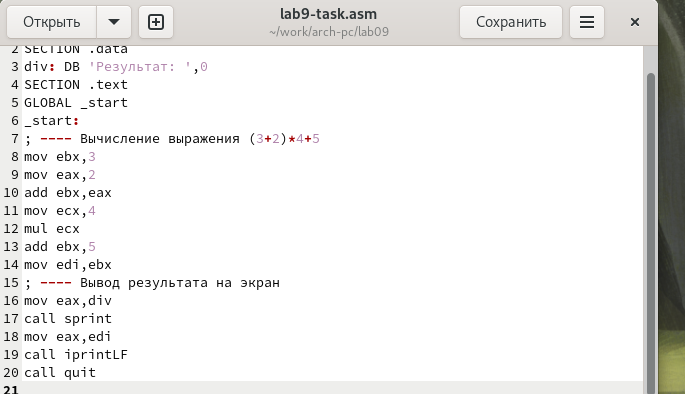 Открыть
lab9-task.asm
~/work/arch-pc/lab09
Сохранить
2 SECTION .data
3 div: DB 'Результат: ',0
4 SECTION .text
5 GLOBAL _start
6 _start:
7 ; ---- Вычисление выражения (3+2)*4+5
8 mov ebx,3
9 mov eax,2
10 add ebx,eax
11 mov ecx,4
12 mul ecx
13 add ebx,5
14 mov edi,ebx
15 ; ---- Вывод результата на экран
16 mov eax,div
17 call sprint
18 mov eax,edi
19 call iprintLF
20 call quit
21